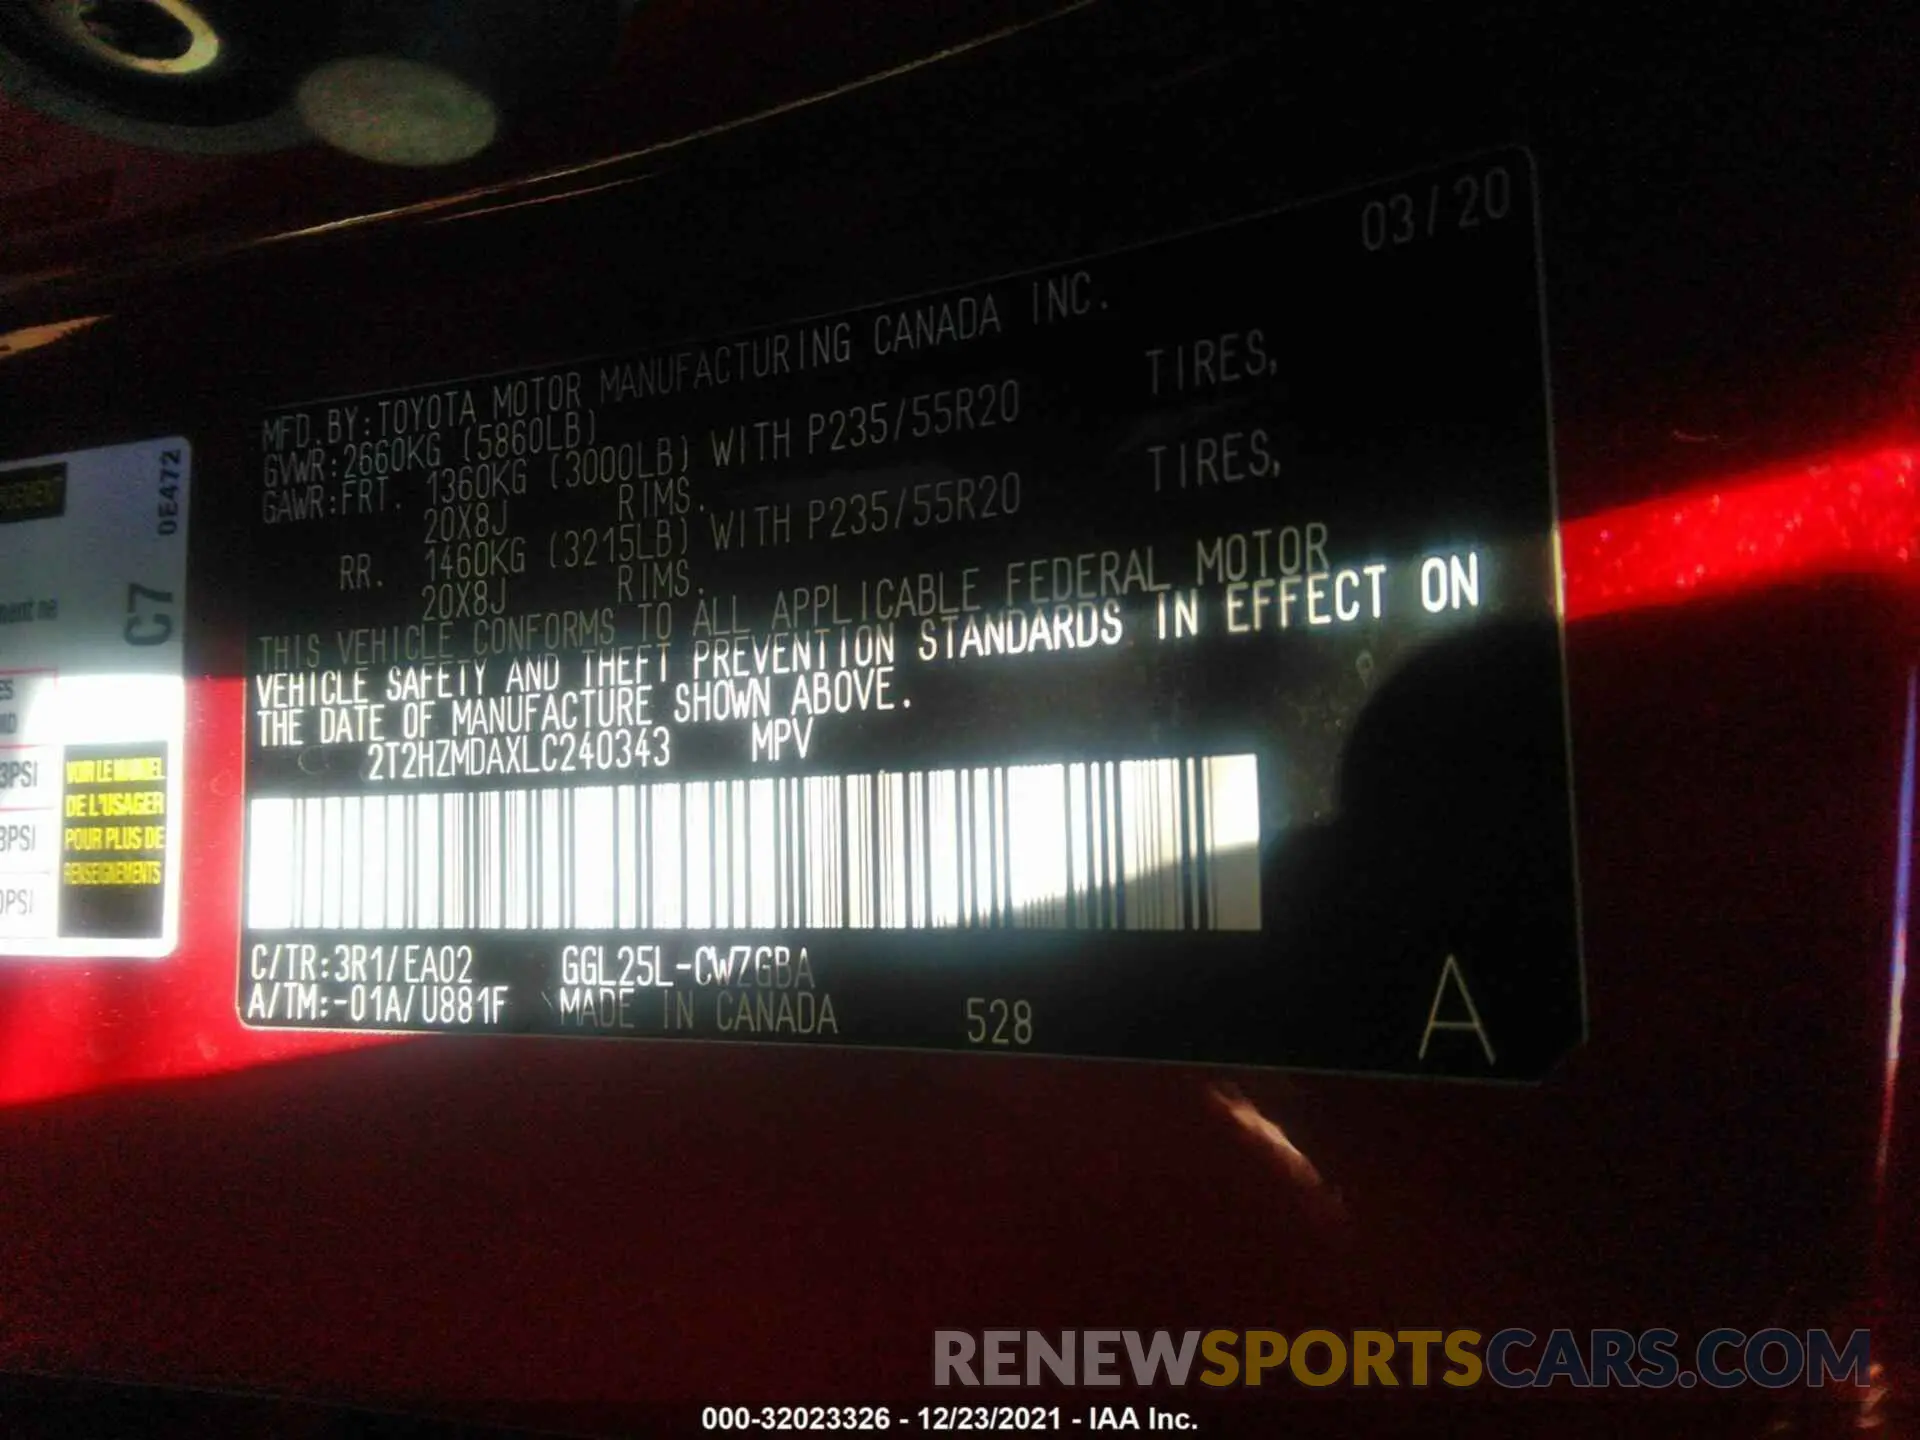 03/20
MFD.BY:TOYOTA MOTOR MANUFACTURING CANADA INC.
GVWR:2660KG (5860LB)
GAWR:FRT. 1360KG (3000LB) WITH P235/55R20 TIRES,
20X8J RIMS.
RR. 1460KG (3215LB) WITH P235/55R20 TIRES,
20X8J RIMS.
THIS VEHICLE CONFORMS TO ALL APPLICABLE FEDERAL MOTOR
VEHICLE SAFETY AND THEFT PREVENTION STANDARDS IN EFFECT ON
THE DATE OF MANUFACTURE SHOWN ABOVE.
2T2HZMDAXLC240343 MPV
C/TR:3R1/EA02 GGL25L-CWZGBA
A/TM:-01A/U881F MADE IN CANADA 528
A
0E472
C7
ne
3PSI
VOIR LE MANUEL
DE L'USAGER
POUR PLUS DE
RENSEIGNEMENTS
RENEWSPORTSCARS.COM
000-32023326 - 12/23/2021 - IAA Inc.